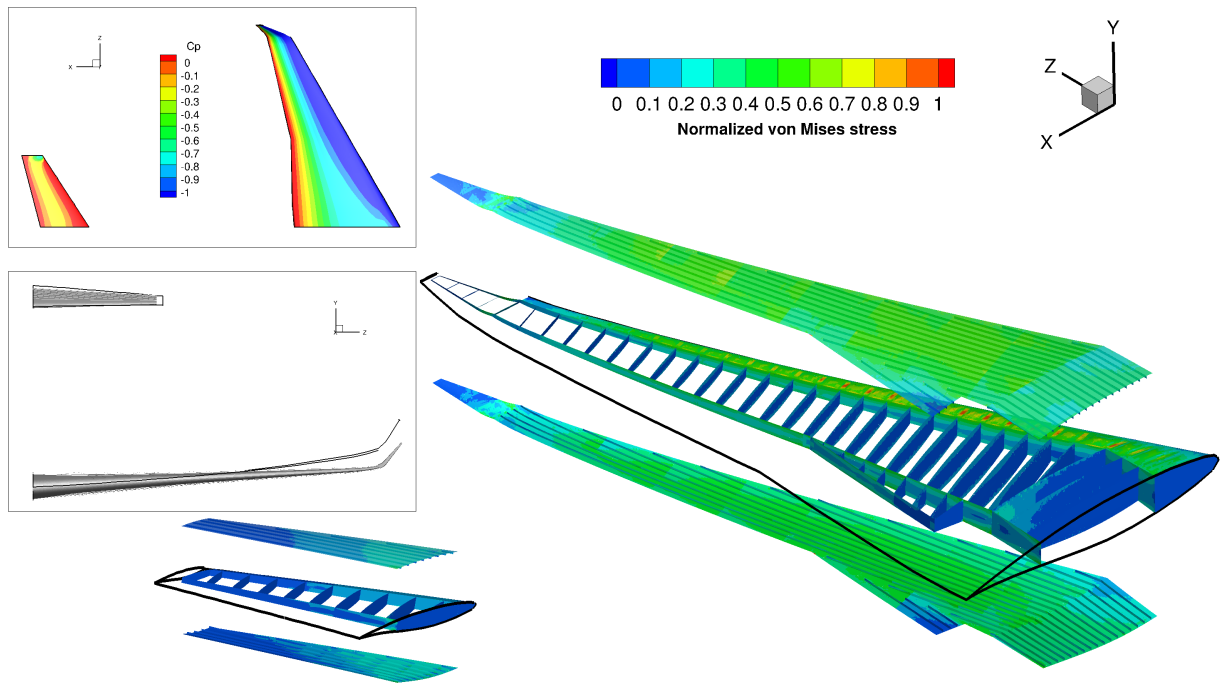 Z
X
Y
Cp
0
-0.1
-0.2
-0.3
-0.4
-0.5
-0.6
-0.7
-0.8
-0.9
-1
0 0.1 0.2 0.3 0.4 0.5 0.6 0.7 0.8 0.9 1
Normalized von Mises stress
Y
Z
X
Y
X Z